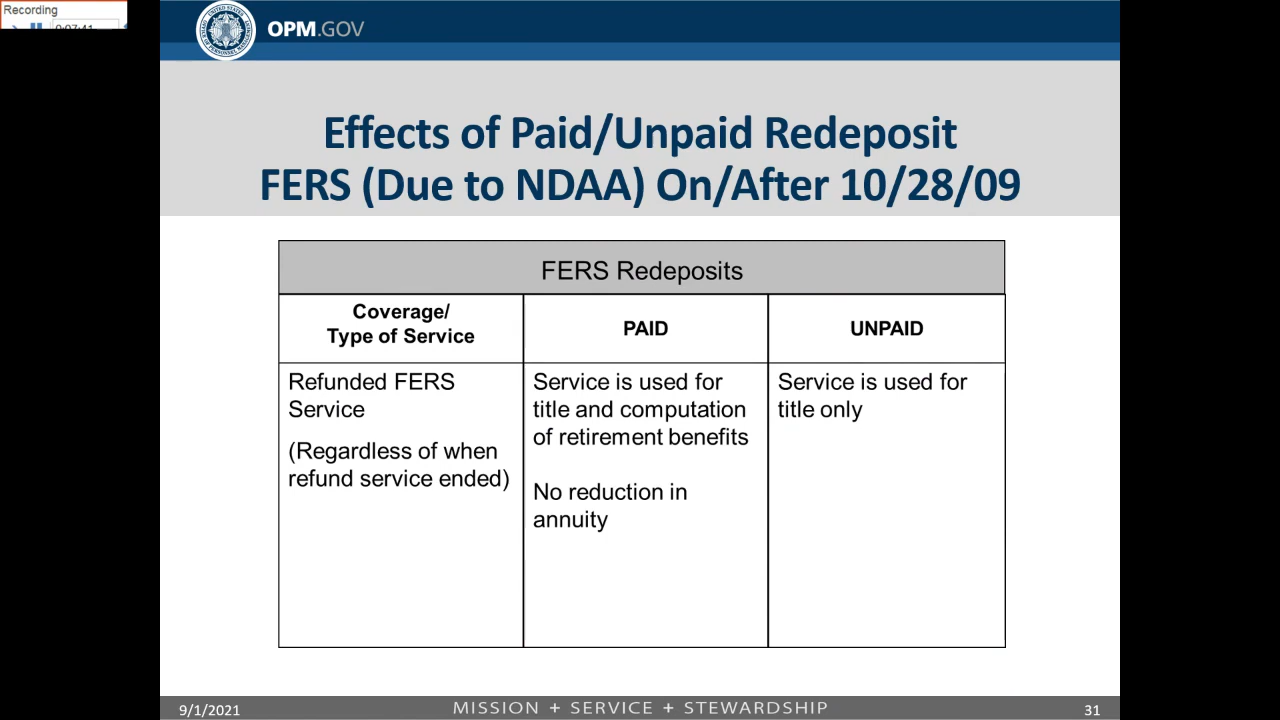 Recording
0:07:41
OPM.GOV
Effects of Paid/Unpaid Redeposit
FERS (Due to NDAA) On/After 10/28/09
FERS Redeposits
Coverage/
Type of Service
PAID
UNPAID
Refunded FERS
Service
(Regardless of when
refund service ended)
Service is used for
title and computation
of retirement benefits
No reduction in
annuity
Service is used for
title only
9/1/2021
MISSION + SERVICE + STEWARDSHIP
31